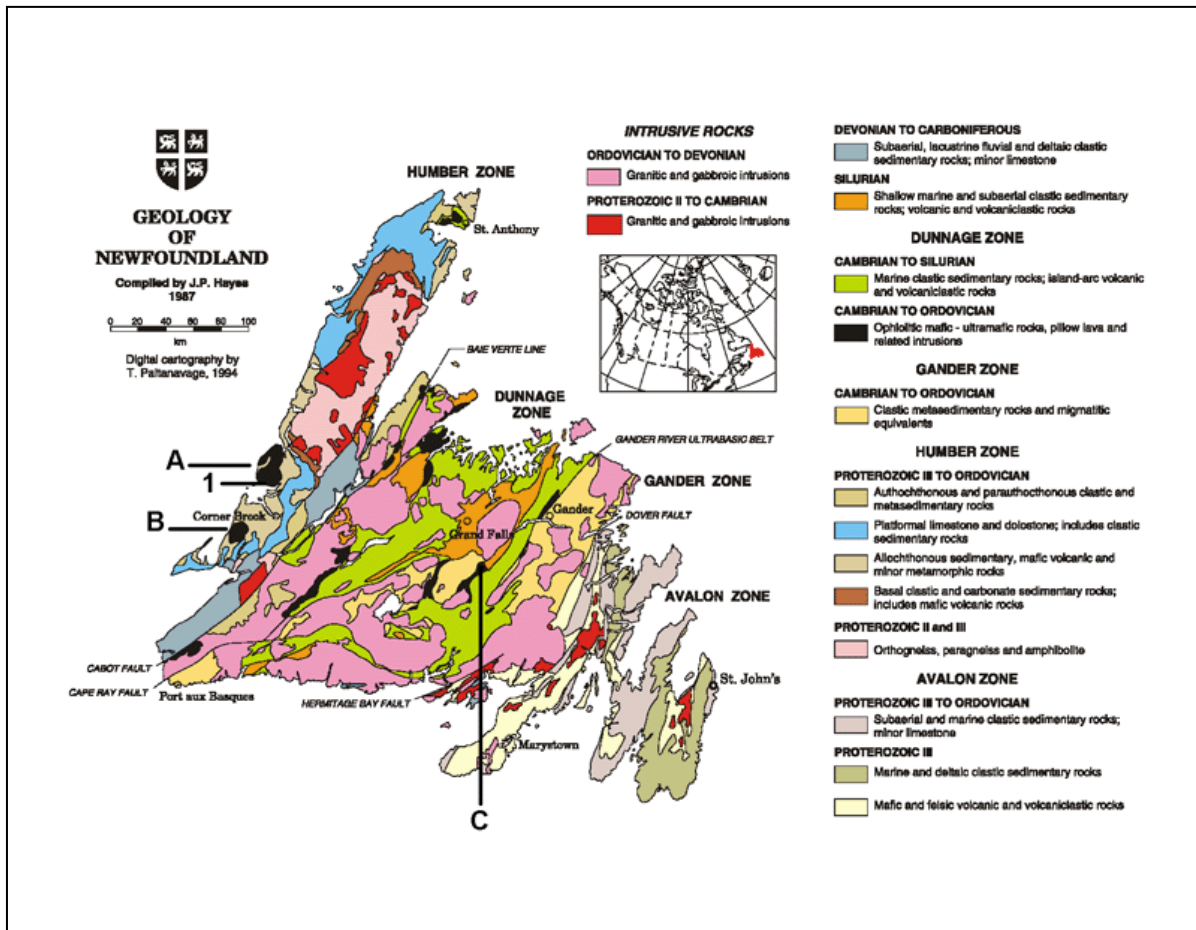 GEOLOGY
OF
NEWFOUNDLAND
Compiled by J.P. Hayes
1987
0 20 40 60 80 100
km
Digital cartography by
T. Paltanavage, 1994
HUMBER ZONE
St. Anthony
BAIE VERTE LINE
DUNNAGE
ZONE
GANDER RIVER ULTRABASIC BELT
GANDER ZONE
A
1
B
Corner Brook
Grand Falls
Gander
DOVER FAULT
AVALON ZONE
CABOT FAULT
CAPE RAY FAULT
Port aux Basques
HERMITAGE BAY FAULT
St. John's
Marystown
C
INTRUSIVE ROCKS
ORDOVICIAN TO DEVONIAN
Granitic and gabbroic intrusions
PROTEROZOIC II TO CAMBRIAN
Granitic and gabbroic intrusions
DEVONIAN TO CARBONIFEROUS
Subaerial, lacustrine fluvial and deltaic clastic
sedimentary rocks; minor limestone
SILURIAN
Shallow marine and subaerial clastic sedimentary
rocks; volcanic and volcaniclastic rocks
DUNNAGE ZONE
CAMBRIAN TO SILURIAN
Marine clastic sedimentary rocks; island-arc volcanic
and volcaniclastic rocks
CAMBRIAN TO ORDOVICIAN
Ophiolitic mafic - ultramafic rocks, pillow lava and
related intrusions
GANDER ZONE
CAMBRIAN TO ORDOVICIAN
Clastic metasedimentary rocks and migmatitic
equivalents
HUMBER ZONE
PROTEROZOIC III TO ORDOVICIAN
Authochthonous and parauthocthonous clastic and
metasedimentary rocks
Platformal limestone and dolostone; includes clastic
sedimentary rocks
Allochthonous sedimentary, mafic volcanic and
minor metamorphic rocks
Basal clastic and carbonate sedimentary rocks;
includes mafic volcanic rocks
PROTEROZOIC II and III
Orthogneiss, paragneiss and amphibolite
AVALON ZONE
PROTEROZOIC III TO ORDOVICIAN
Subaerial and marine clastic sedimentary rocks;
minor limestone
PROTEROZOIC III
Marine and deltaic clastic sedimentary rocks
Mafic and felsic volcanic and volcaniclastic rocks